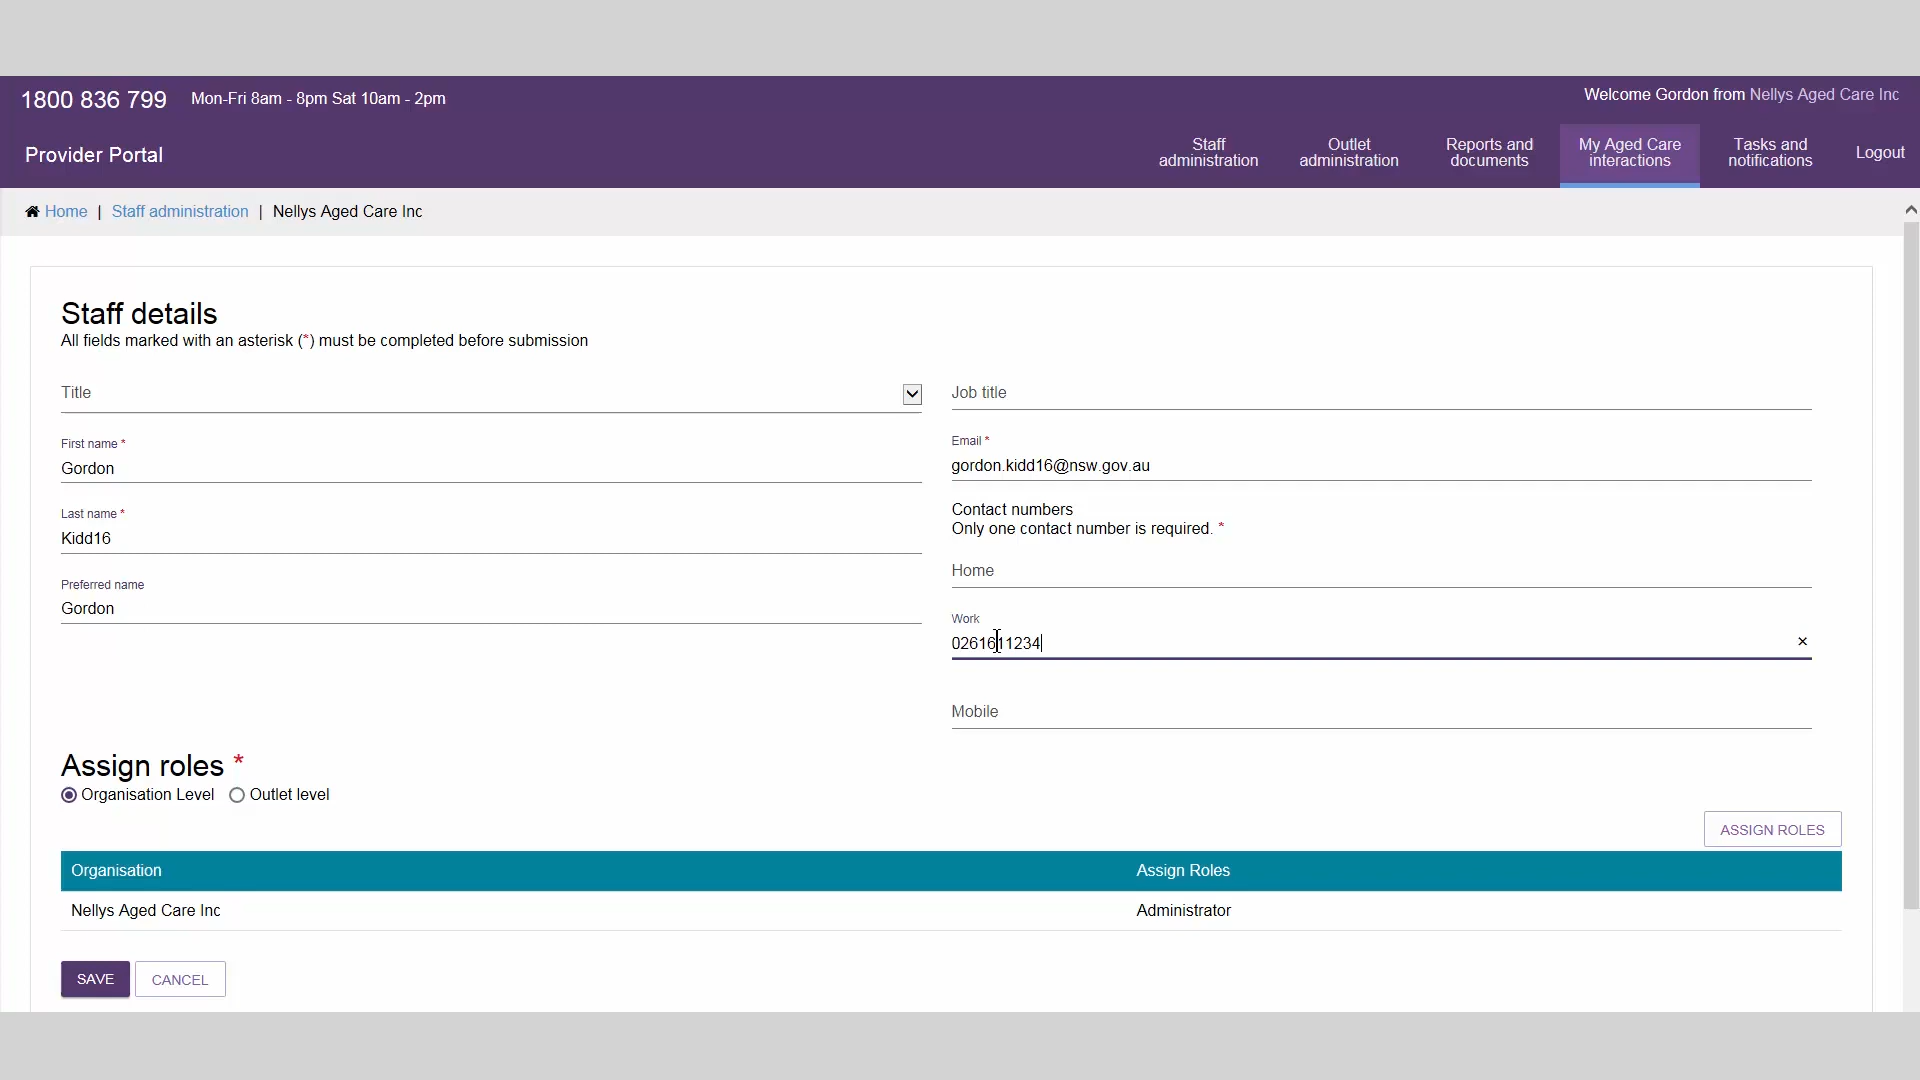 1800 836 799 Mon-Fri 8am - 8pm Sat 10am - 2pm
Welcome Gordon from Nellys Aged Care Inc
Provider Portal
Staff administration
Outlet administration
Reports and documents
My Aged Care interactions
Tasks and notifications
Logout
Home | Staff administration | Nellys Aged Care Inc
Staff details
All fields marked with an asterisk (*) must be completed before submission
Title
First name *
Gordon
Last name *
Kidd16
Preferred name
Gordon
Job title
Email *
gordon.kidd16@nsw.gov.au
Contact numbers
Only one contact number is required. *
Home
Work
0261611234
Mobile
Assign roles *
Organisation Level Outlet level
ASSIGN ROLES
Organisation Assign Roles
Nellys Aged Care Inc Administrator
SAVE CANCEL